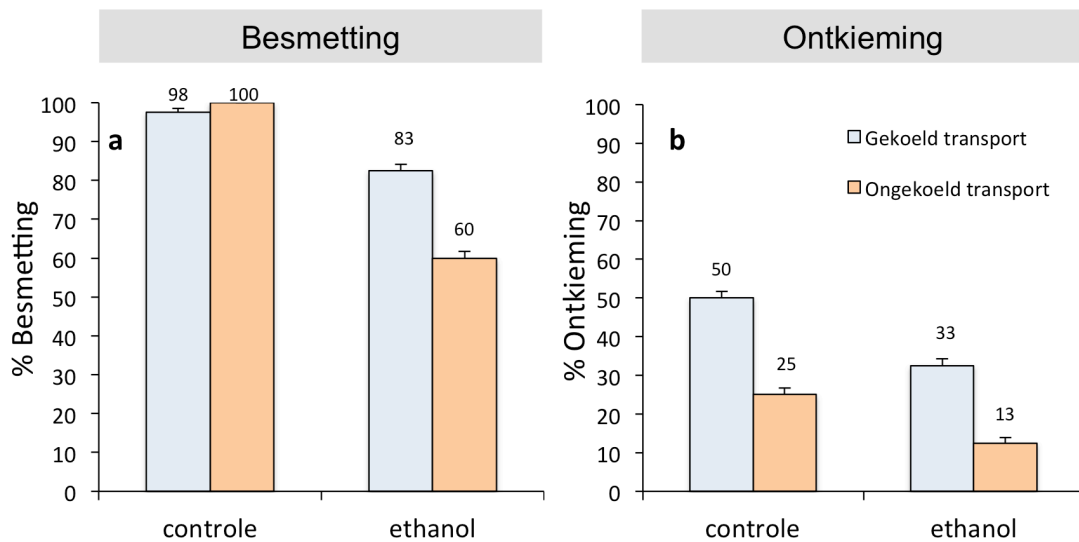 Besmetting
Ontkieming
a
% Besmetting
100
90
80
70
60
50
40
30
20
10
0
98
100
83
60
controle
ethanol
b
% Ontkieming
100
90
80
70
60
50
40
30
20
10
0
50
25
33
13
Gekoeld transport
Ongekoeld transport
controle
ethanol